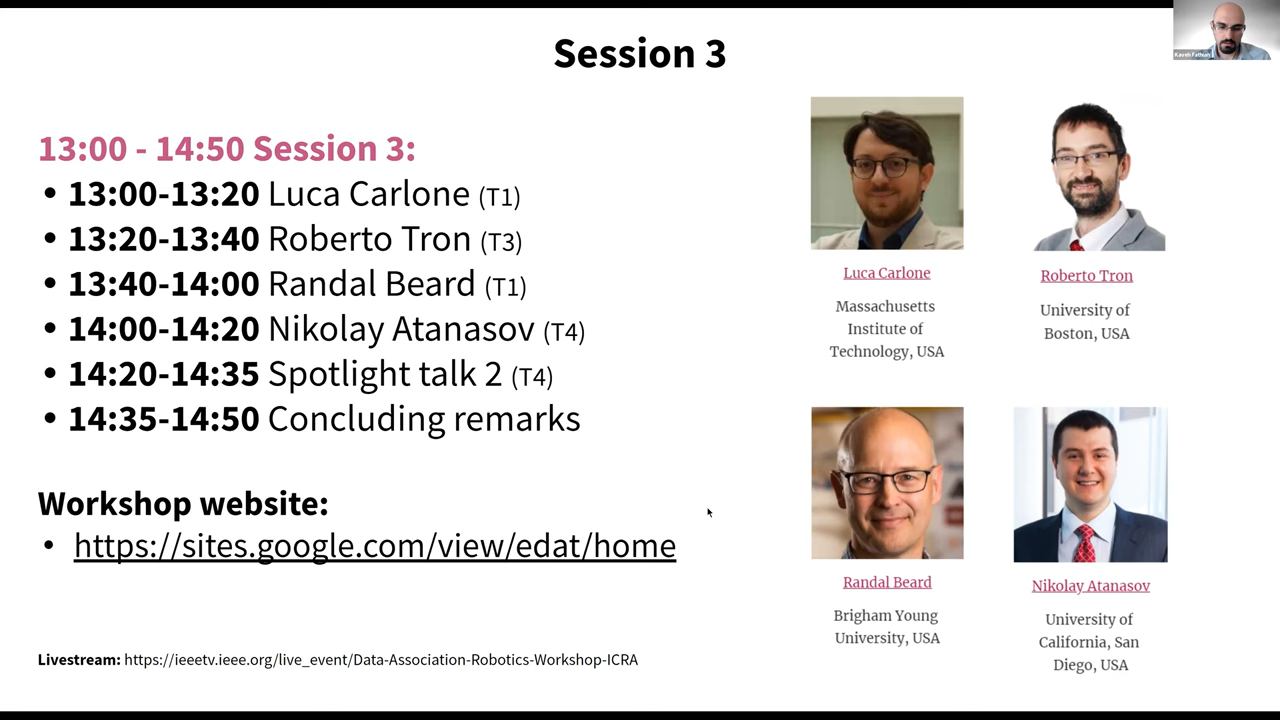 Session 3
13:00 - 14:50 Session 3:
• 13:00-13:20 Luca Carlone (T1)
• 13:20-13:40 Roberto Tron (T3)
• 13:40-14:00 Randal Beard (T1)
• 14:00-14:20 Nikolay Atanasov (T4)
• 14:20-14:35 Spotlight talk 2 (T4)
• 14:35-14:50 Concluding remarks
Workshop website:
• https://sites.google.com/view/edat/home
Livestream: https://ieeetv.ieee.org/live_event/Data-Association-Robotics-Workshop-ICRA
Luca Carlone
Massachusetts
Institute of
Technology, USA
Roberto Tron
University of
Boston, USA
Randal Beard
Brigham Young
University, USA
Nikolay Atanasov
University of
California, San
Diego, USA
Kaveh Fathian